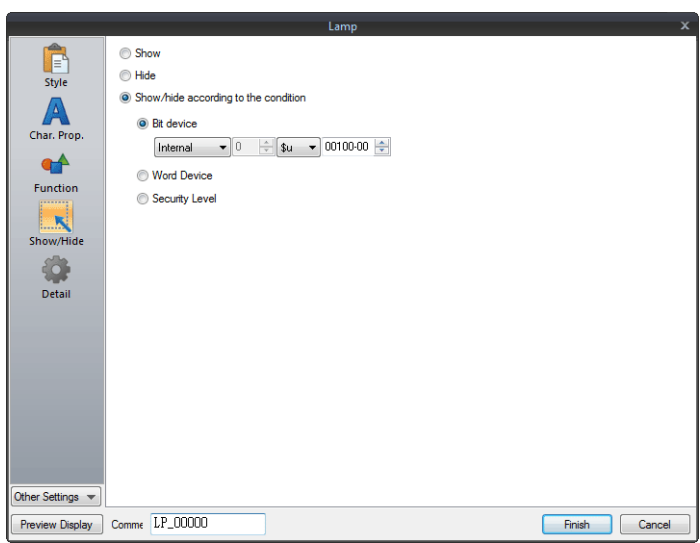 Lamp
x
Show
Hide
Show/hide according to the condition
Bit device
Internal 0 $u 00100-00
Word Device
Security Level
Style
A
Char. Prop.
Function
Show/Hide
Detail
Other Settings
Preview Display Comme LP_00000 Finish Cancel